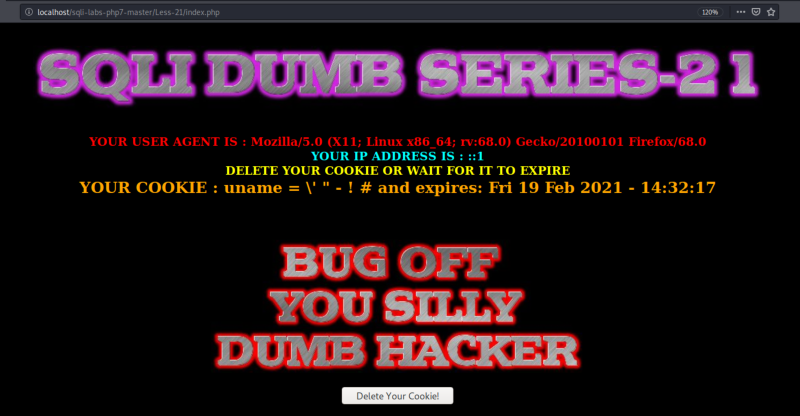 localhost/sqli-labs-php7-master/Less-21/index.php
120%
SQLI DUMB SERIES-21
YOUR USER AGENT IS : Mozilla/5.0 (X11; Linux x86_64; rv:68.0) Gecko/20100101 Firefox/68.0
YOUR IP ADDRESS IS : ::1
DELETE YOUR COOKIE OR WAIT FOR IT TO EXPIRE
YOUR COOKIE : uname = \' " - ! # and expires: Fri 19 Feb 2021 - 14:32:17
BUG OFF
YOU SILLY
DUMB HACKER
Delete Your Cookie!